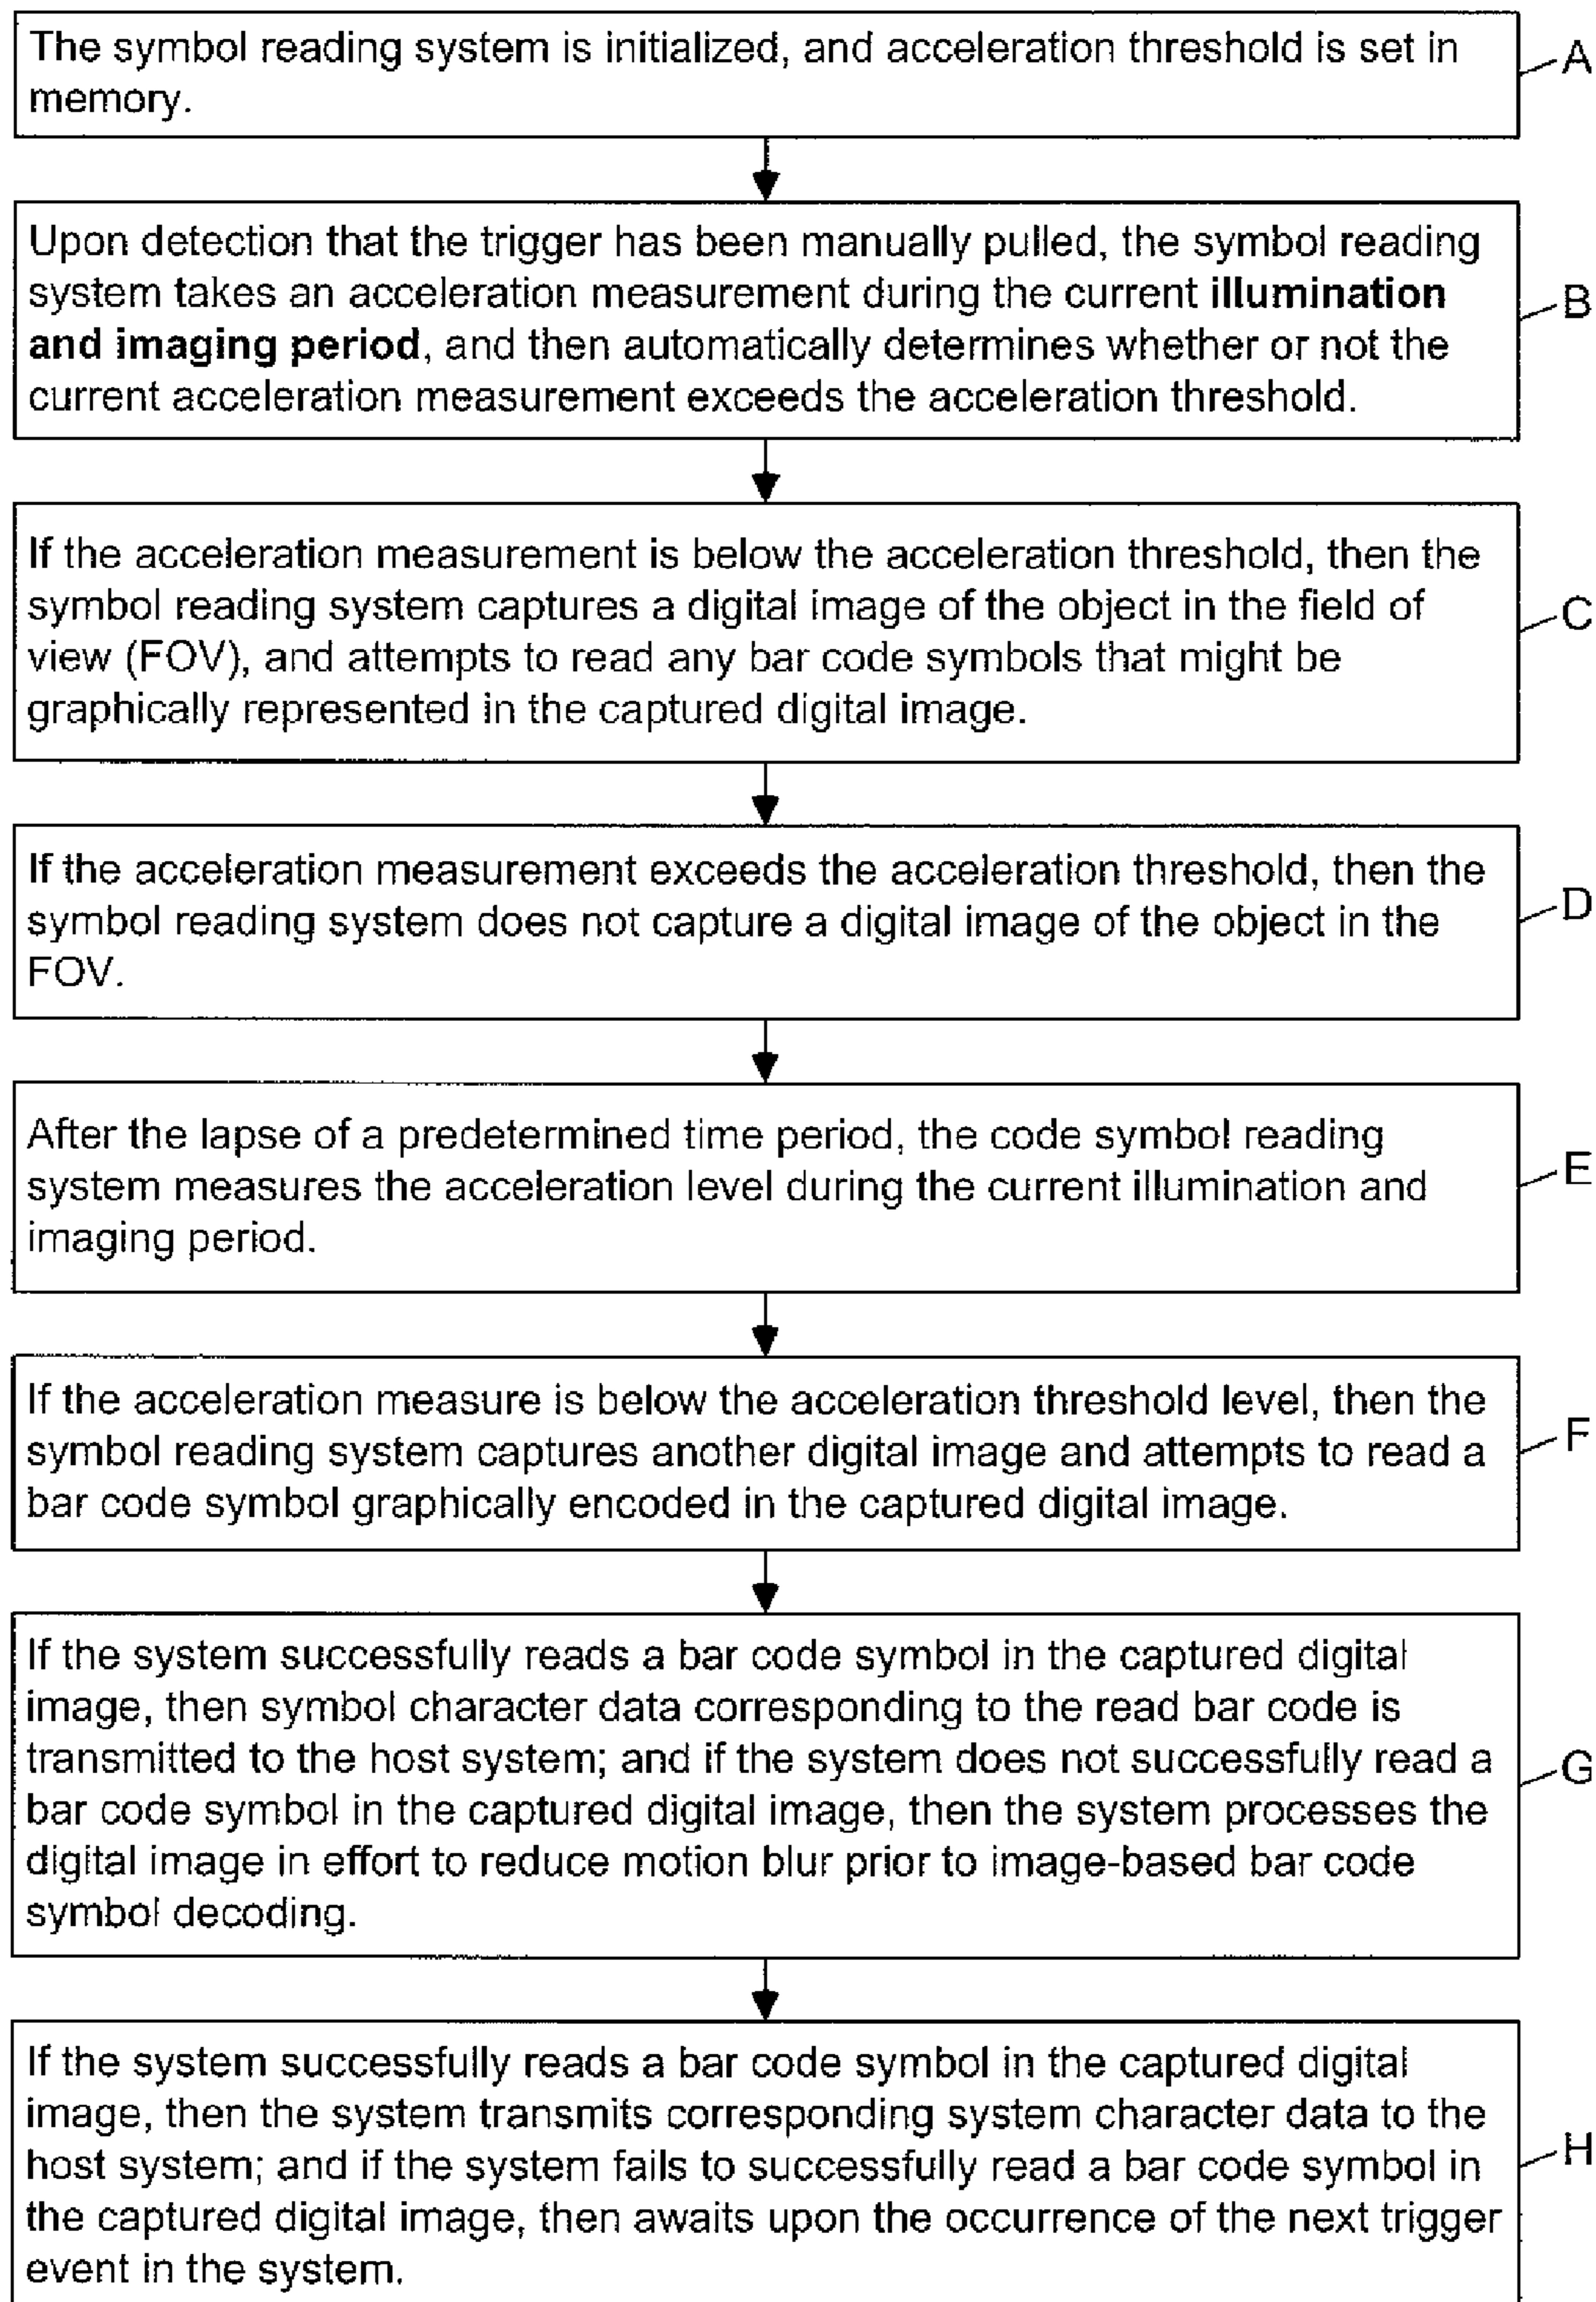 The symbol reading system is initialized, and acceleration threshold is set in
memory.
A
Upon detection that the trigger has been manually pulled, the symbol reading
system takes an acceleration measurement during the current illumination
and imaging period, and then automatically determines whether or not the
current acceleration measurement exceeds the acceleration threshold.
B
If the acceleration measurement is below the acceleration threshold, then the
symbol reading system captures a digital image of the object in the field of
view (FOV), and attempts to read any bar code symbols that might be
graphically represented in the captured digital image.
C
If the acceleration measurement exceeds the acceleration threshold, then the
symbol reading system does not capture a digital image of the object in the
FOV.
D
After the lapse of a predetermined time period, the code symbol reading
system measures the acceleration level during the current illumination and
imaging period.
E
If the acceleration measure is below the acceleration threshold level, then the
symbol reading system captures another digital image and attempts to read a
bar code symbol graphically encoded in the captured digital image.
F
If the system successfully reads a bar code symbol in the captured digital
image, then symbol character data corresponding to the read bar code is
transmitted to the host system; and if the system does not successfully read a
bar code symbol in the captured digital image, then the system processes the
digital image in effort to reduce motion blur prior to image-based bar code
symbol decoding.
G
If the system successfully reads a bar code symbol in the captured digital
image, then the system transmits corresponding system character data to the
host system; and if the system fails to successfully read a bar code symbol in
the captured digital image, then awaits upon the occurrence of the next trigger
event in the system.
H